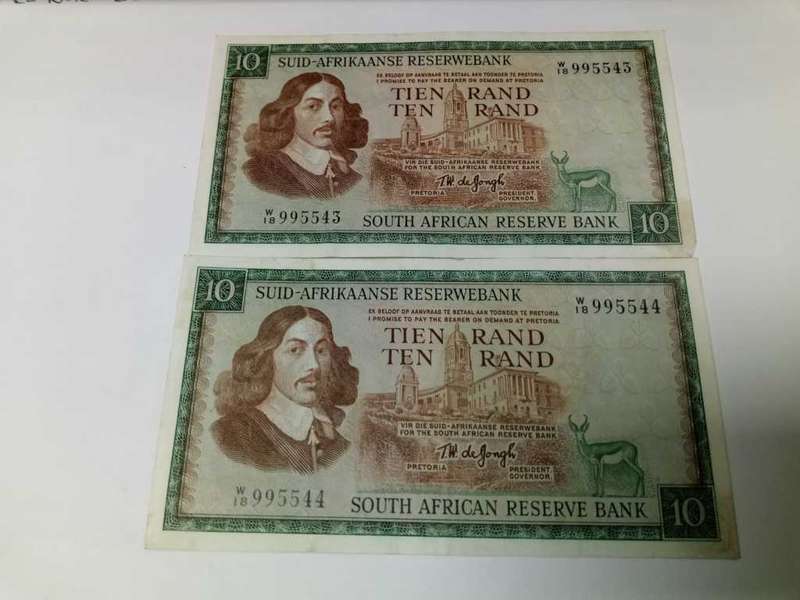 10 SUID-AFRIKAANSE RESERWEBANK W/18 995543
EK BELOOF OP AANVRAAG TE BETAAL AAN TOONDER TE PRETORIA
I PROMISE TO PAY THE BEARER ON DEMAND AT PRETORIA
TIEN RAND
TEN RAND
VIR DIE SUID-AFRIKAANSE RESERWEBANK
FOR THE SOUTH AFRICAN RESERVE BANK
T.W. de Jongh
PRETORIA PRESIDENT
GOVERNOR.
W/18 995543 SOUTH AFRICAN RESERVE BANK 10
10 SUID-AFRIKAANSE RESERWEBANK W/18 995544
EK BELOOF OP AANVRAAG TE BETAAL AAN TOONDER TE PRETORIA
I PROMISE TO PAY THE BEARER ON DEMAND AT PRETORIA
TIEN RAND
TEN RAND
VIR DIE SUID-AFRIKAANSE RESERWEBANK
FOR THE SOUTH AFRICAN RESERVE BANK
T.W. de Jongh
PRETORIA PRESIDENT
GOVERNOR.
W/18 995544 SOUTH AFRICAN RESERVE BANK 10